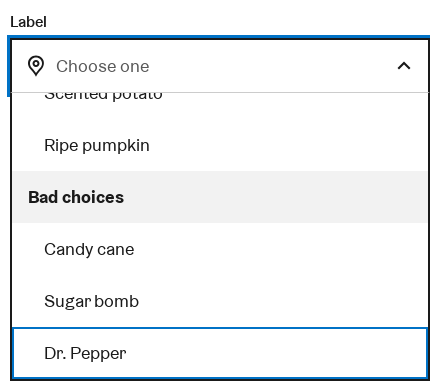 Label
Choose one
Scented potato
Ripe pumpkin
Bad choices
Candy cane
Sugar bomb
Dr. Pepper